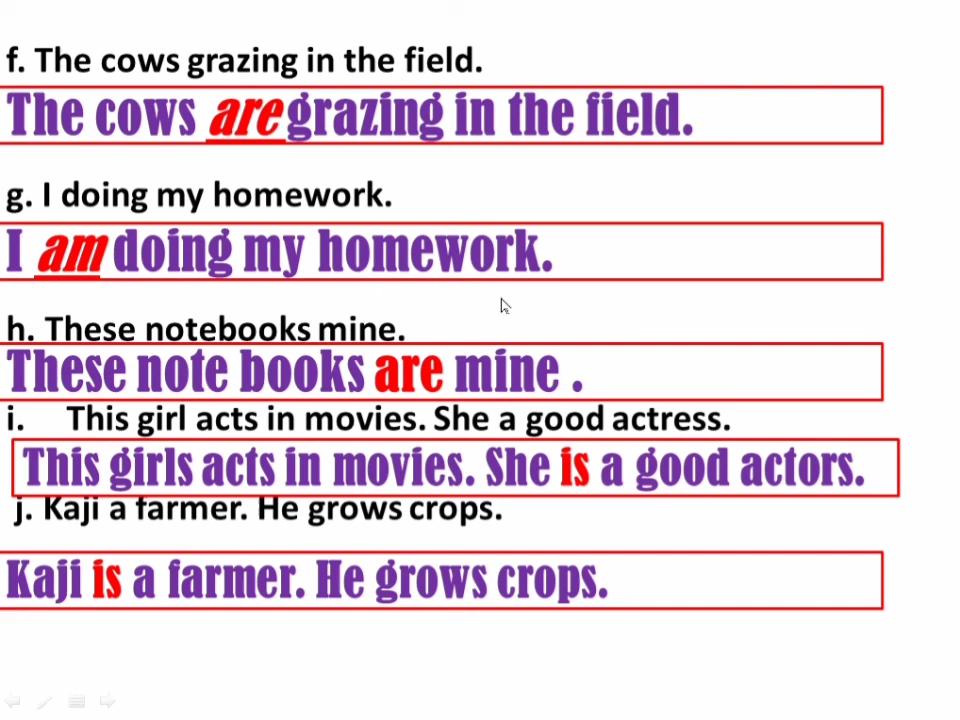 f. The cows grazing in the field.
The cows are grazing in the field.
g. I doing my homework.
I am doing my homework.
h. These notebooks mine.
These note books are mine .
i. This girl acts in movies. She a good actress.
This girls acts in movies. She is a good actors.
j. Kaji a farmer. He grows crops.
Kaji is a farmer. He grows crops.